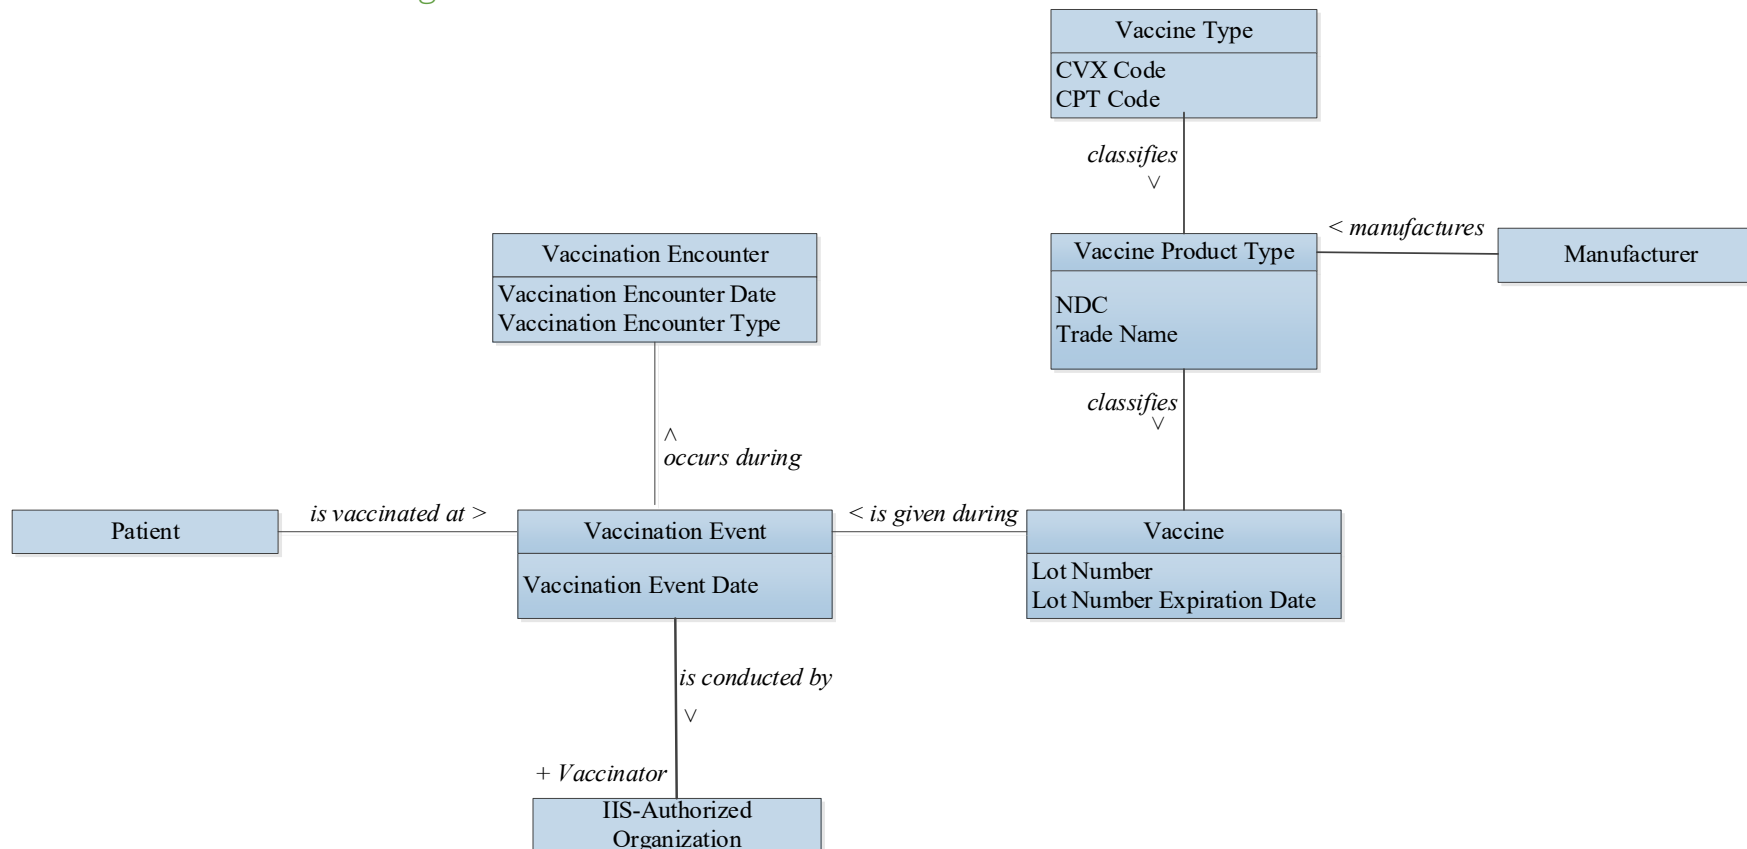 Vaccine Type
CVX Code
CPT Code
classifies
˅
< manufactures
Vaccination Encounter
Vaccine Product Type
Manufacturer
Vaccination Encounter Date
Vaccination Encounter Type
NDC
Trade Name
classifies
˅
^
occurs during
is vaccinated at >
< is given during
Patient
Vaccination Event
Vaccine
Vaccination Event Date
Lot Number
Lot Number Expiration Date
is conducted by
˅
+ Vaccinator
IIS-Authorized
Organization